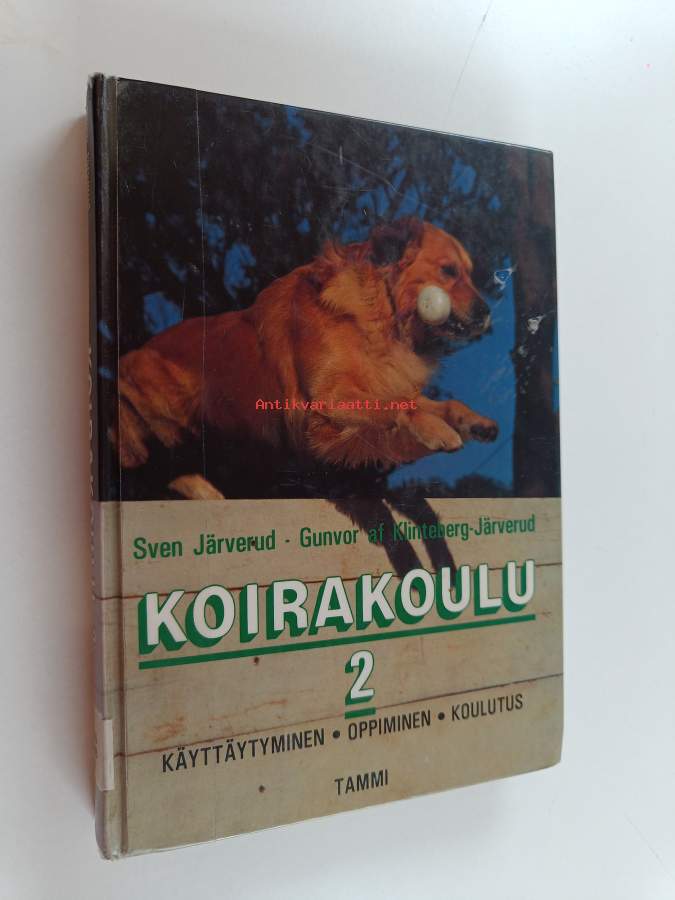 Antikvariaatti.net
Sven Järverud - Gunvor af Klinteberg-Järverud
KOIRAKOULU
2
KÄYTTÄYTYMINEN • OPPIMINEN • KOULUTUS
TAMMI